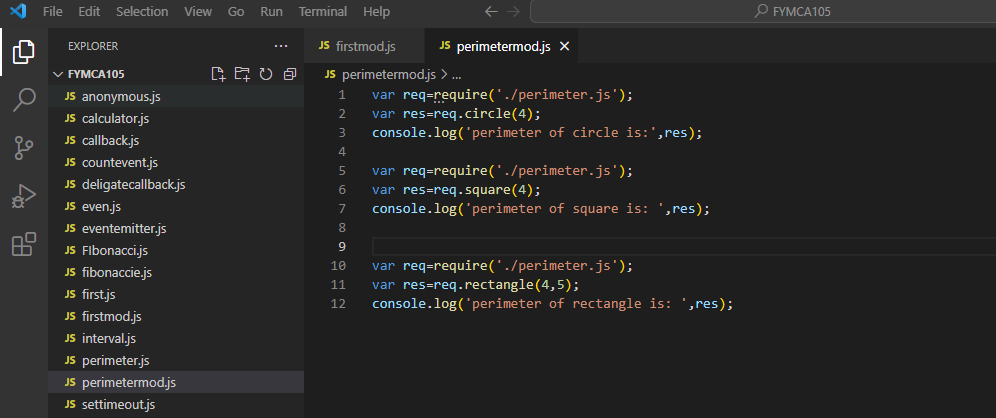 File Edit Selection View Go Run Terminal Help
FYMCA105
EXPLORER
FYMCA105
JS anonymous.js
JS calculator.js
JS callback.js
JS countevent.js
JS deligatecallback.js
JS even.js
JS eventemitter.js
JS FIbonacci.js
JS fibonaccie.js
JS first.js
JS firstmod.js
JS interval.js
JS perimeter.js
JS perimetermod.js
JS settimeout.js
JS firstmod.js JS perimetermod.js
JS perimetermod.js > ...
1 var req=require('./perimeter.js');
2 var res=req.circle(4);
3 console.log('perimeter of circle is:',res);
4
5 var req=require('./perimeter.js');
6 var res=req.square(4);
7 console.log('perimeter of square is: ',res);
8
9
10 var req=require('./perimeter.js');
11 var res=req.rectangle(4,5);
12 console.log('perimeter of rectangle is: ',res);